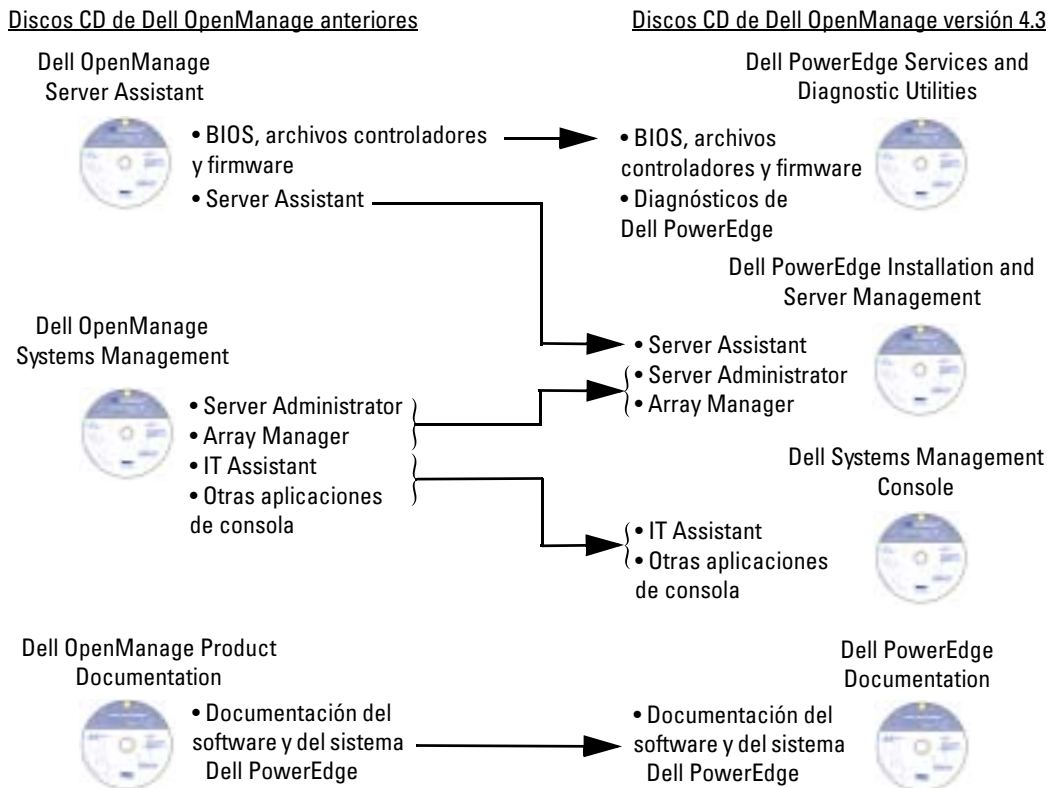 Discos CD de Dell OpenManage anteriores
Discos CD de Dell OpenManage versión 4.3
Dell OpenManage
Server Assistant
• BIOS, archivos controladores
y firmware
• Server Assistant
Dell PowerEdge Services and
Diagnostic Utilities
• BIOS, archivos
controladores y firmware
• Diagnósticos de
Dell PowerEdge
Dell PowerEdge Installation and
Server Management
• Server Assistant
• Server Administrator
• Array Manager
Dell OpenManage
Systems Management
• Server Administrator
• Array Manager
• IT Assistant
• Otras aplicaciones
de consola
Dell Systems Management
Console
• IT Assistant
• Otras aplicaciones
de consola
Dell OpenManage Product
Documentation
• Documentación del
software y del sistema
Dell PowerEdge
Dell PowerEdge
Documentation
• Documentación del
software y del sistema
Dell PowerEdge